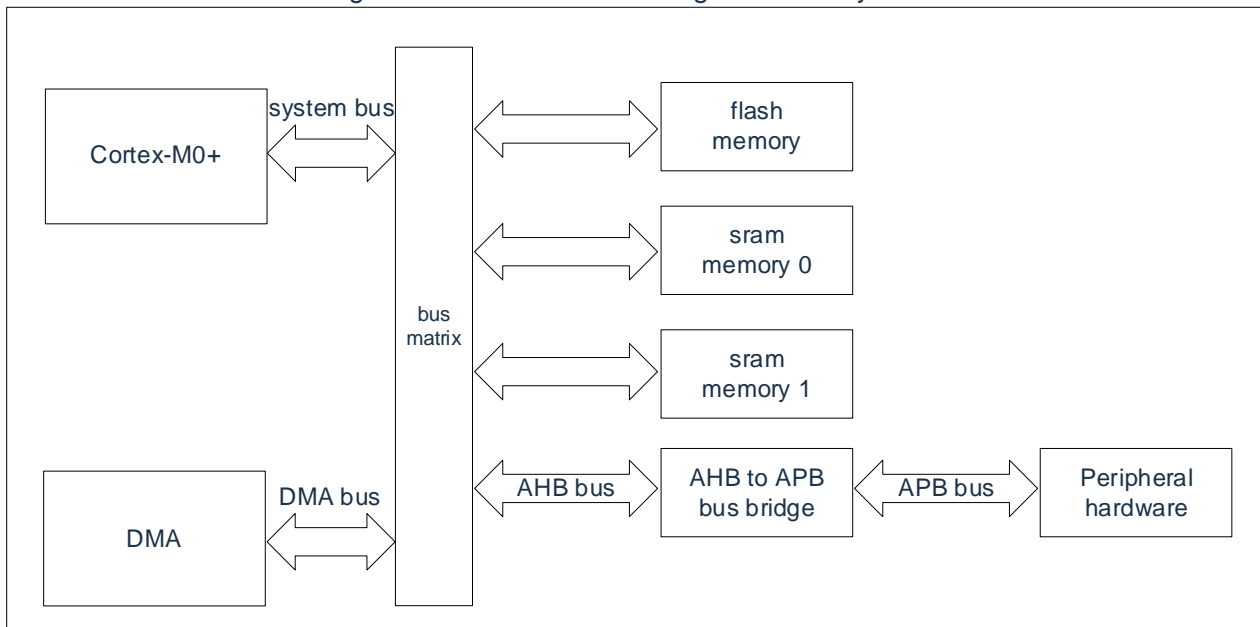 system bus
Cortex-M0+
flash
memory
sram
memory 0
bus
matrix
sram
memory 1
DMA bus
DMA
AHB bus
AHB to APB
bus bridge
APB bus
Peripheral
hardware